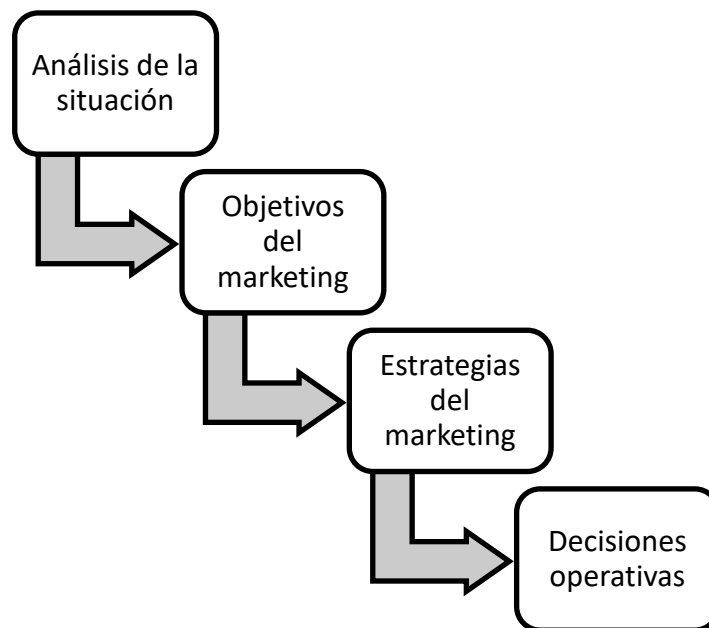 Análisis de la
situación
Objetivos
del
marketing
Estrategias
del
marketing
Decisiones
operativas